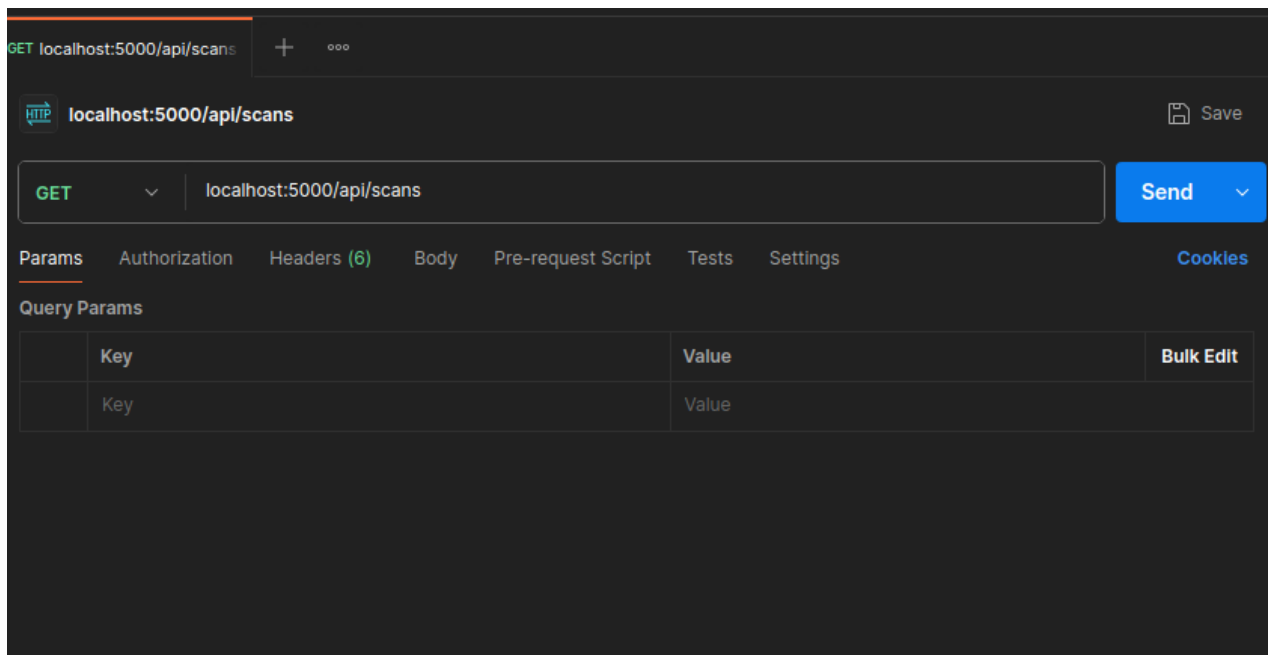 GET localhost:5000/api/scans
HTTP localhost:5000/api/scans Save
GET localhost:5000/api/scans Send
Params Authorization Headers (6) Body Pre-request Script Tests Settings Cookies
Query Params
Key Value Bulk Edit
Key Value